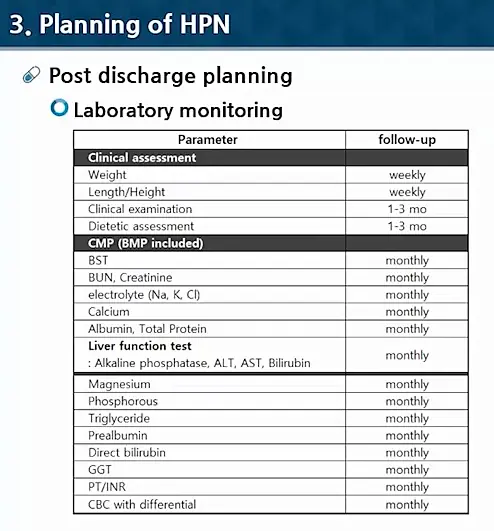 3. Planning of HPN
Post discharge planning
Laboratory monitoring
Parameter follow-up
Clinical assessment
Weight weekly
Length/Height weekly
Clinical examination 1-3 mo
Dietetic assessment 1-3 mo
CMP (BMP included)
BST monthly
BUN, Creatinine monthly
electrolyte (Na, K, Cl) monthly
Calcium monthly
Albumin, Total Protein monthly
Liver function test
: Alkaline phosphatase, ALT, AST, Bilirubin monthly
Magnesium monthly
Phosphorous monthly
Triglyceride monthly
Prealbumin monthly
Direct bilirubin monthly
GGT monthly
PT/INR monthly
CBC with differential monthly